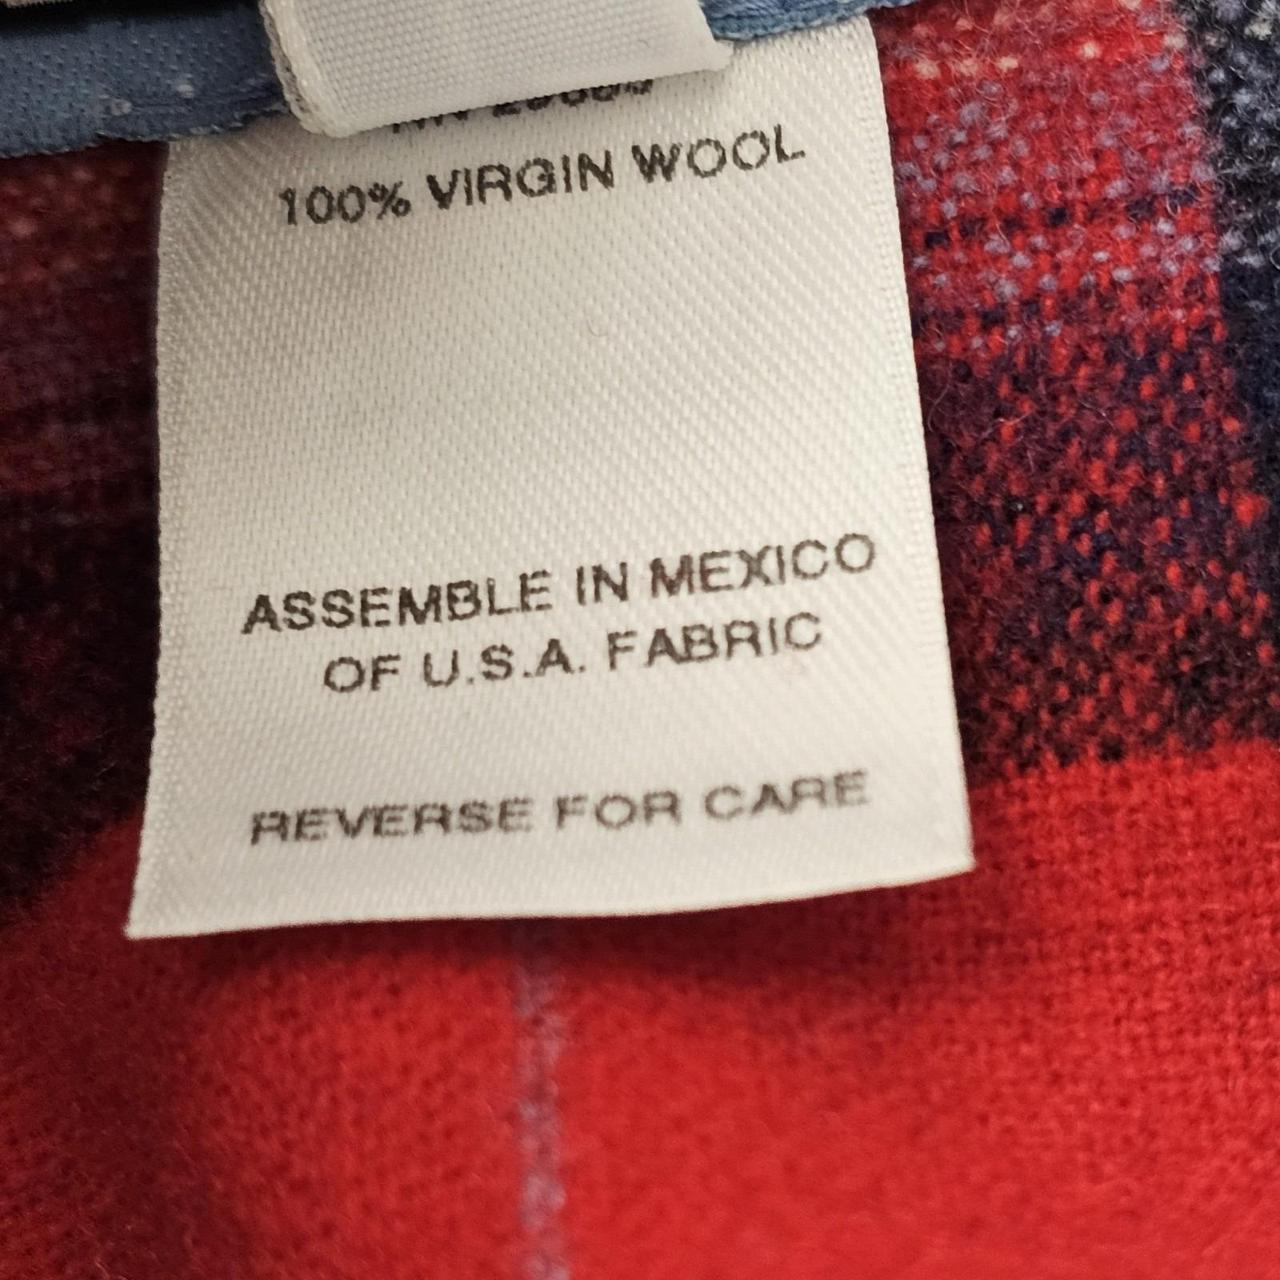 100% VIRGIN WOOL
ASSEMBLE IN MEXICO
OF U.S.A. FABRIC
REVERSE FOR CARE